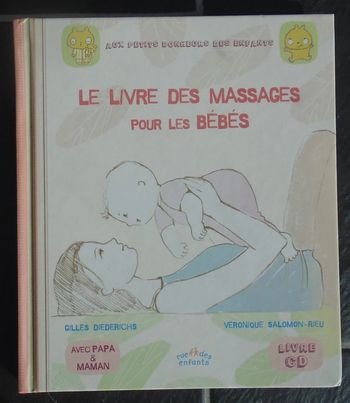 AUX PETITS BONHEURS DES ENFANTS
LE LIVRE DES MASSAGES
POUR LES BÉBÉS
GILLES DIEDERICHS
VÉRONIQUE SALOMON-RIEU
AVEC PAPA
&
MAMAN
rue des
enfants
LIVRE
CD